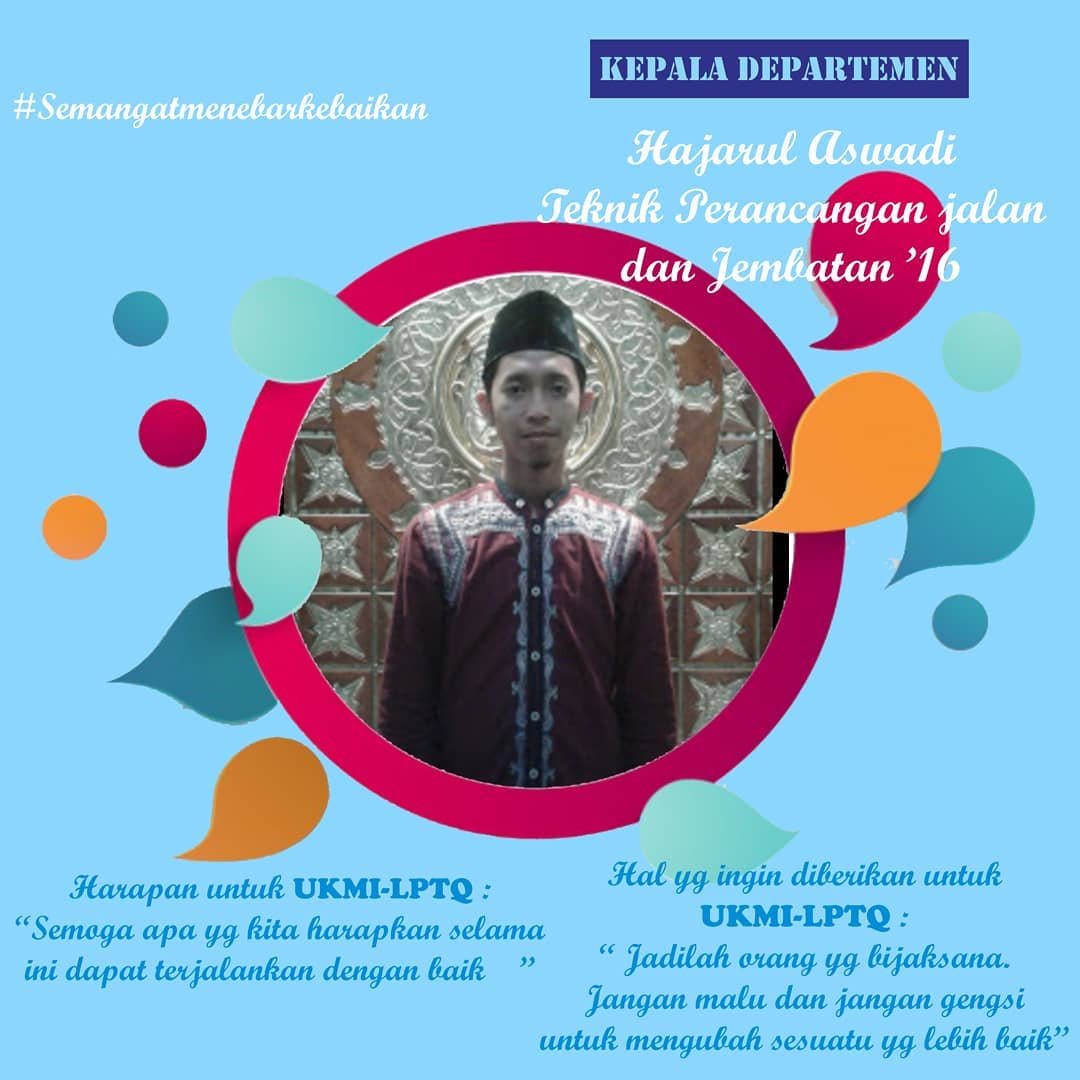 KEPALA DEPARTEMEN
#Semangatmenebarkebaikan
Hajarul Aswadi
Teknik Perancangan jalan
dan Jembatan '16
Harapan untuk UKMI-LPTQ :
“Semoga apa yg kita harapkan selama
ini dapat terjalankan dengan baik ”
Hal yg ingin diberikan untuk
UKMI-LPTQ :
“ Jadilah orang yg bijaksana.
Jangan malu dan jangan gengsi
untuk mengubah sesuatu yg lebih baik”